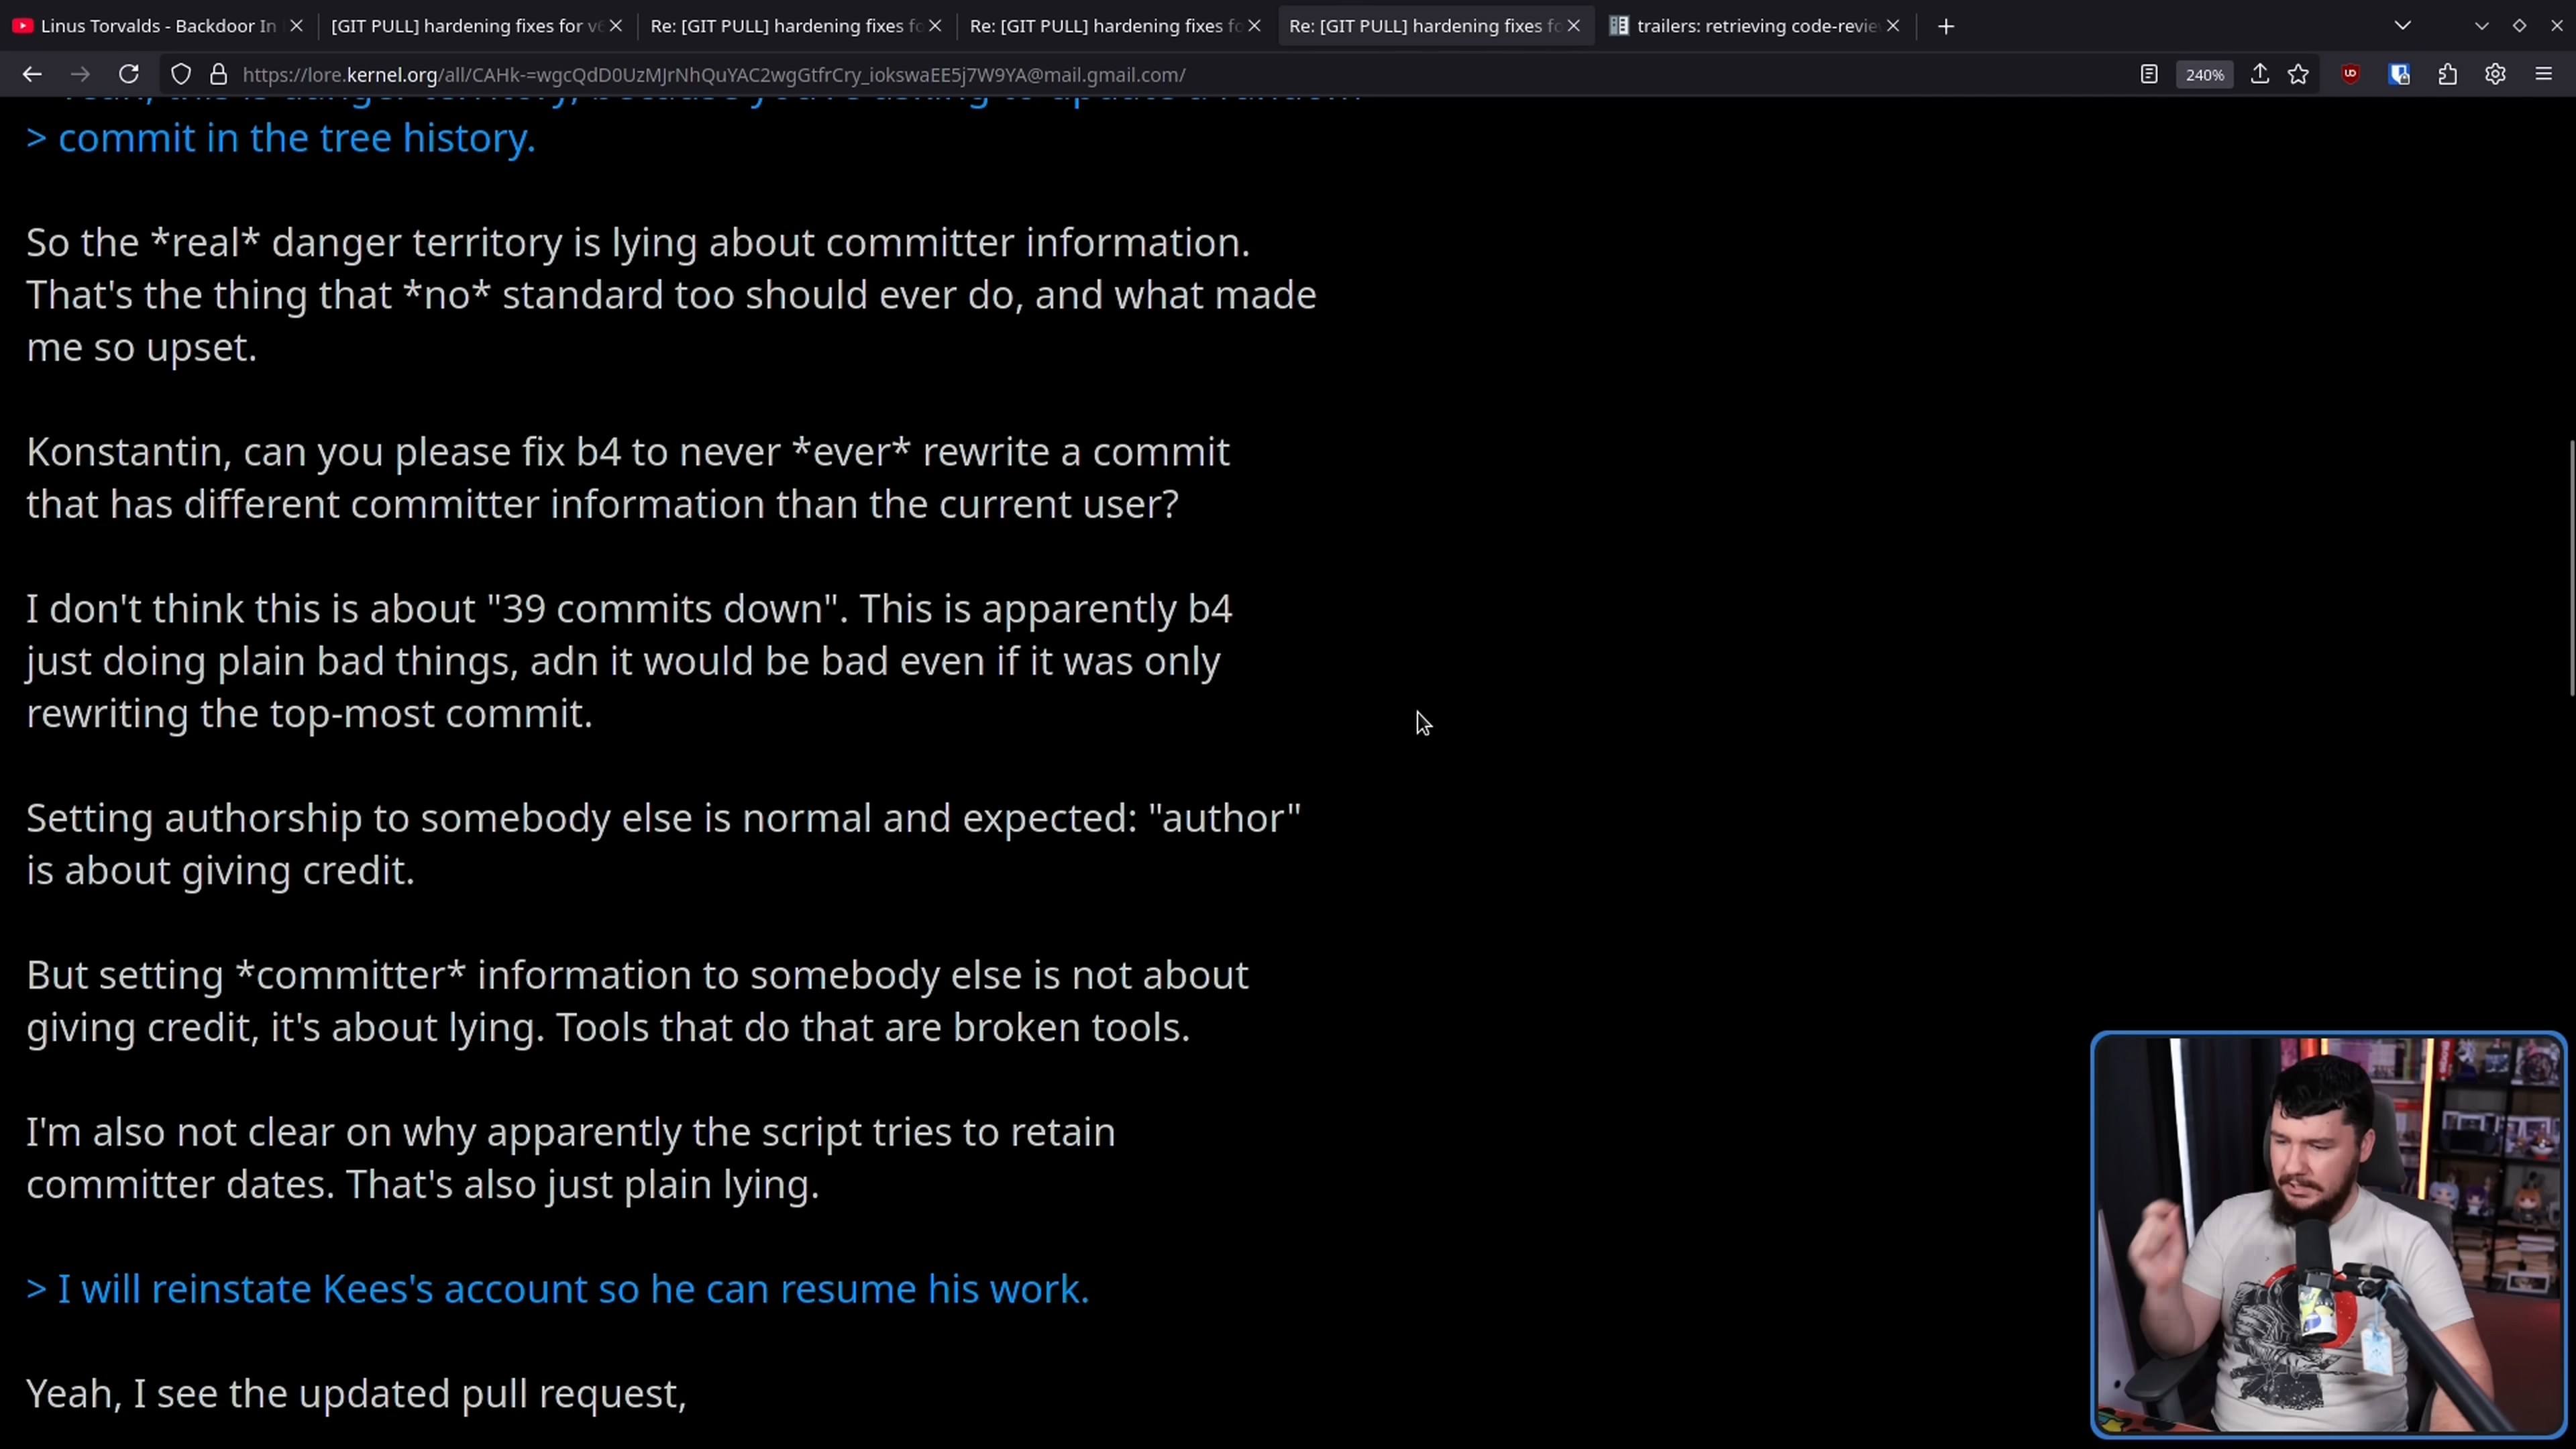 Linus Torvalds - Backdoor In
[GIT PULL] hardening fixes for v6
Re: [GIT PULL] hardening fixes fo
Re: [GIT PULL] hardening fixes fo
Re: [GIT PULL] hardening fixes fo
trailers: retrieving code-revie
https://lore.kernel.org/all/CAHk-=wgcQdD0UzMJrNhQuYAC2wgGtfrCry_iokswaEE5j7W9YA@mail.gmail.com/
240%
> commit in the tree history.
So the *real* danger territory is lying about committer information.
That's the thing that *no* standard too should ever do, and what made
me so upset.
Konstantin, can you please fix b4 to never *ever* rewrite a commit
that has different committer information than the current user?
I don't think this is about "39 commits down". This is apparently b4
just doing plain bad things, adn it would be bad even if it was only
rewriting the top-most commit.
Setting authorship to somebody else is normal and expected: "author"
is about giving credit.
But setting *committer* information to somebody else is not about
giving credit, it's about lying. Tools that do that are broken tools.
I'm also not clear on why apparently the script tries to retain
committer dates. That's also just plain lying.
> I will reinstate Kees's account so he can resume his work.
Yeah, I see the updated pull request,